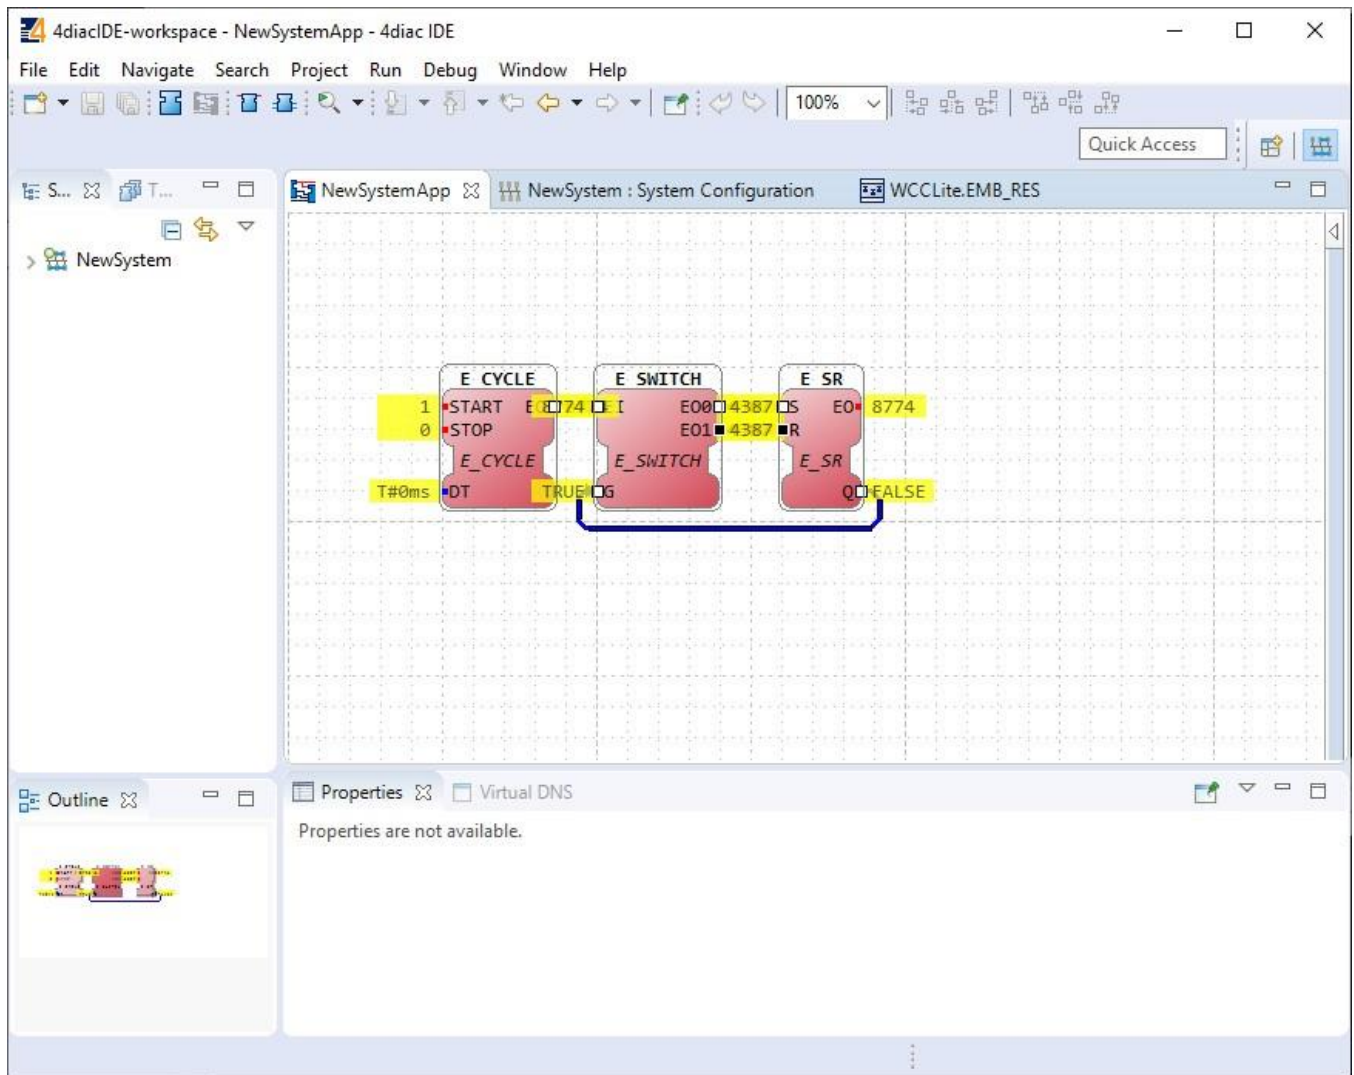 4diacIDE-workspace - NewSystemApp - 4diac IDE
File Edit Navigate Search Project Run Debug Window Help
100%
Quick Access
S... T...
NewSystemApp NewSystem : System Configuration WCCLite.EMB_RES
NewSystem
E_CYCLE E_SWITCH E_SR
1 START 8774 EI EO0 4387 S EO 8774
0 STOP EO1 4387 R
E_CYCLE E_SWITCH E_SR
T#0ms DT TRUE G Q FALSE
Outline
Properties Virtual DNS
Properties are not available.